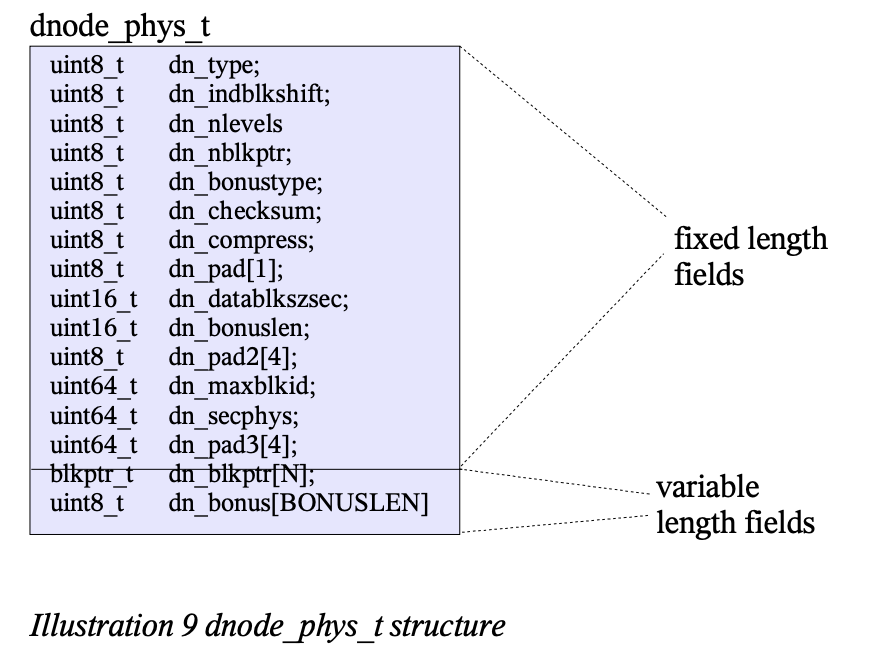 dnode_phys_t
uint8_t dn_type;
uint8_t dn_indblkshift;
uint8_t dn_nlevels
uint8_t dn_nblkptr;
uint8_t dn_bonustype;
uint8_t dn_checksum;
uint8_t dn_compress;
uint8_t dn_pad[1];
uint16_t dn_datablkszsec;
uint16_t dn_bonuslen;
uint8_t dn_pad2[4];
uint64_t dn_maxblkid;
uint64_t dn_secphys;
uint64_t dn_pad3[4];
blkptr_t dn_blkptr[N];
uint8_t dn_bonus[BONUSLEN]
fixed length
fields
variable
length fields
Illustration 9 dnode_phys_t structure